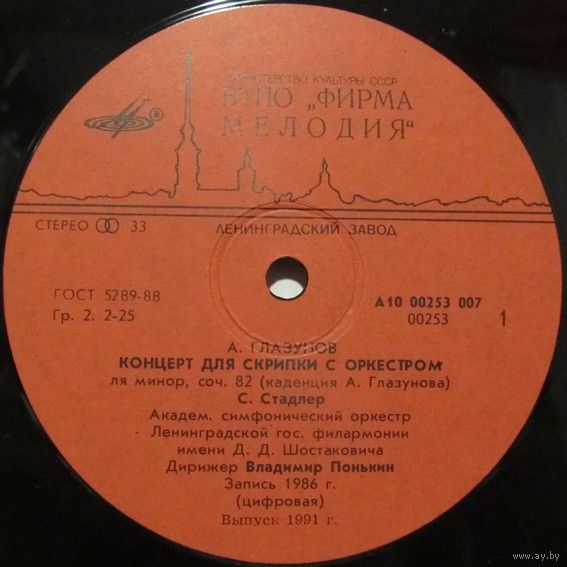 МИНИСТЕРСТВО КУЛЬТУРЫ СССР
ВТПО „ФИРМА
МЕЛОДИЯ“
®
СТЕРЕО 33
ЛЕНИНГРАДСКИЙ ЗАВОД
ГОСТ 5289-88
Гр. 2. 2-25
А10 00253 007
00253
1
А. ГЛАЗУНОВ
КОНЦЕРТ ДЛЯ СКРИПКИ С ОРКЕСТРОМ
ля минор, соч. 82 (каденция А. Глазунова)
С. Стадлер
Академ. симфонический оркестр
Ленинградской гос. филармонии
имени Д. Д. Шостаковича
Дирижер Владимир Понькин
Запись 1986 г.
(цифровая)
Выпуск 1991 г.
www.ay.by